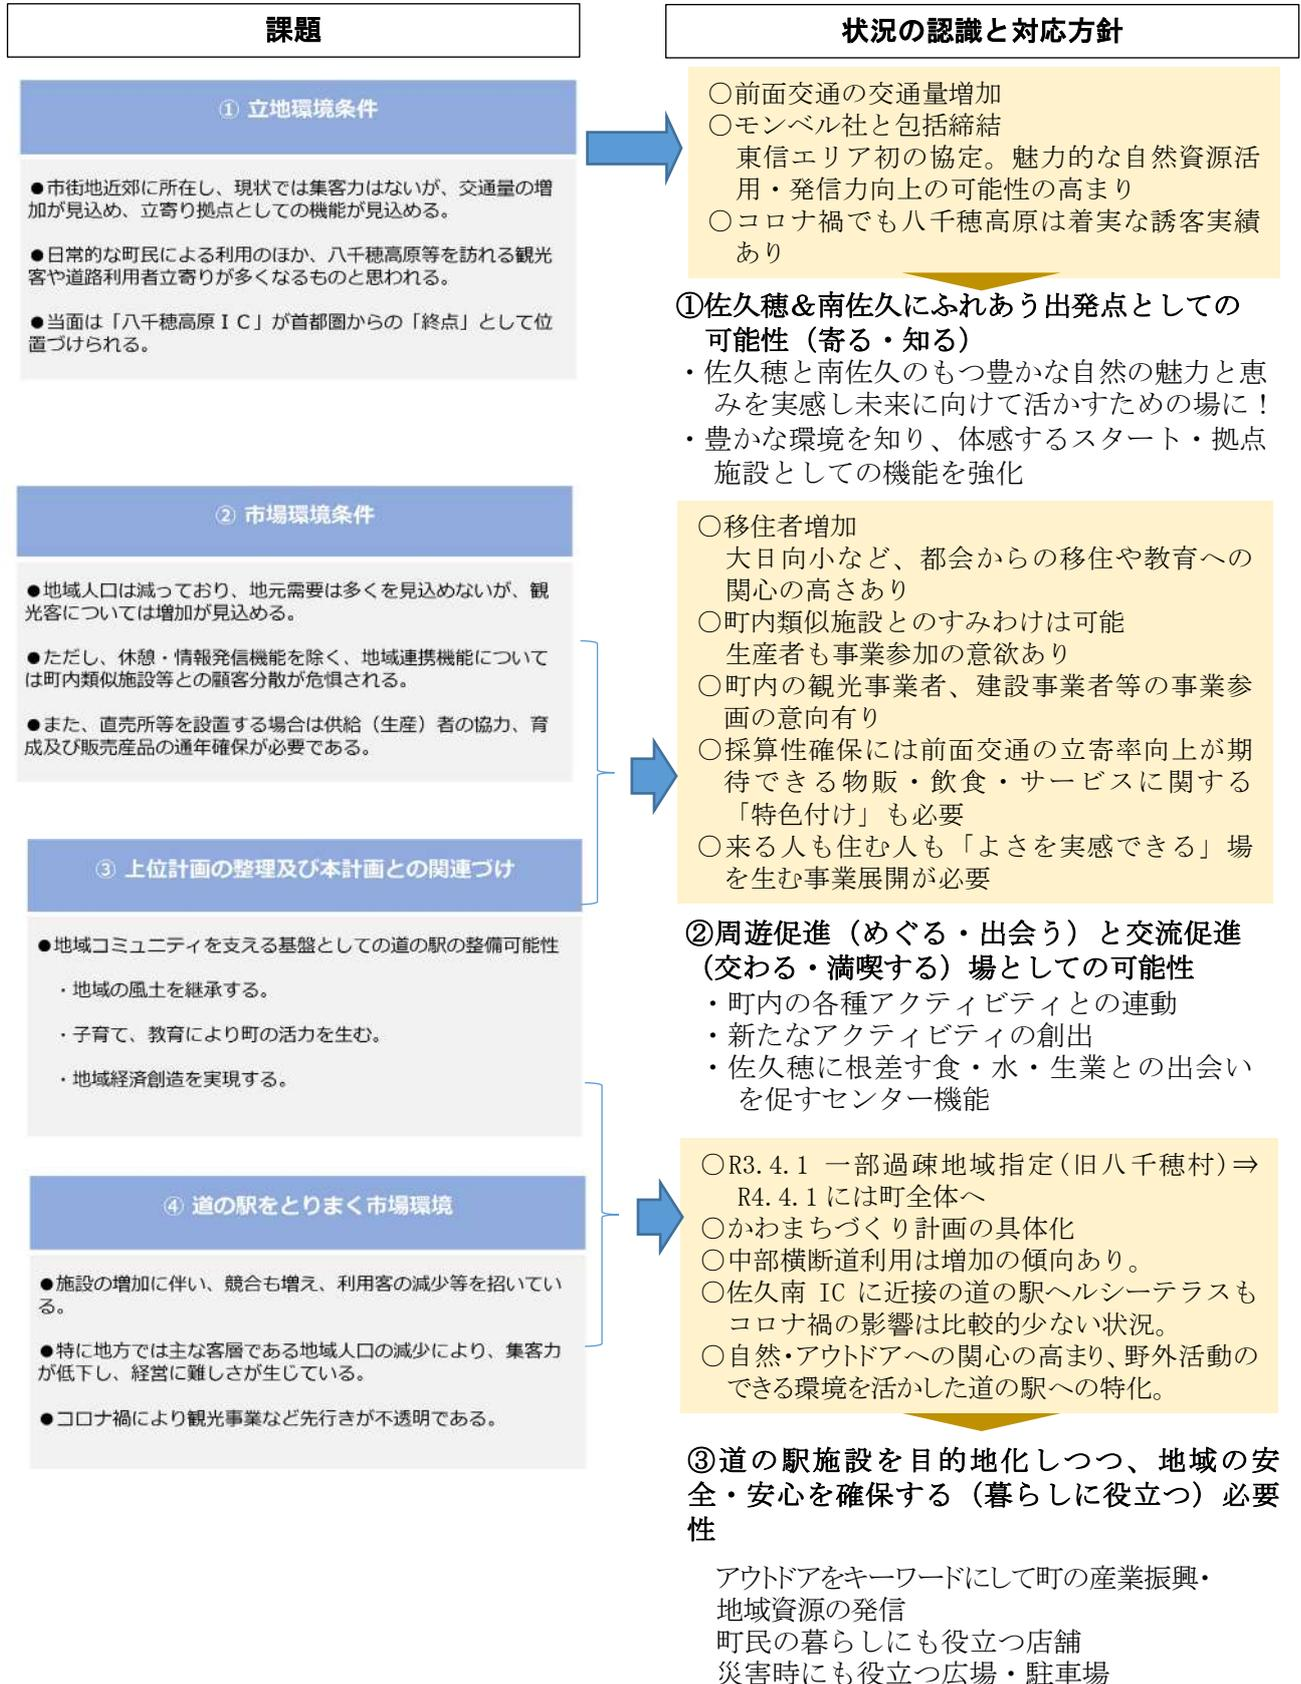 課題
① 立地環境条件
●市街地近郊に所在し、現状では集客力はないが、交通量の増
加が見込め、立寄り拠点としての機能が見込める。
●日常的な町民による利用のほか、八千穂高原等を訪れる観光
客や道路利用者立寄りが多くなるものと思われる。
●当面は「八千穂高原ＩＣ」が首都圏からの「終点」として位
置づけられる。
② 市場環境条件
●地域人口は減っており、地元需要は多くを見込めないが、観
光客については増加が見込める。
●ただし、休憩・情報発信機能を除く、地域連携機能について
は町内類似施設等との顧客分散が危惧される。
●また、直売所等を設置する場合は供給（生産）者の協力、育
成及び販売産品の通年確保が必要である。
③ 上位計画の整理及び本計画との関連づけ
●地域コミュニティを支える基盤としての道の駅の整備可能性
・地域の風土を継承する。
・子育て、教育により町の活力を生む。
・地域経済創造を実現する。
④ 道の駅をとりまく市場環境
●施設の増加に伴い、競合も増え、利用客の減少等を招いてい
る。
●特に地方では主な客層である地域人口の減少により、集客力
が低下し、経営に難しさが生じている。
●コロナ禍により観光事業など先行きが不透明である。
状況の認識と対応方針
○前面交通の交通量増加
○モンベル社と包括締結
東信エリア初の協定。魅力的な自然資源活
用・発信力向上の可能性の高まり
○コロナ禍でも八千穂高原は着実な誘客実績
あり
①佐久穂＆南佐久にふれあう出発点としての
可能性（寄る・知る）
・佐久穂と南佐久のもつ豊かな自然の魅力と恵
みを実感し未来に向けて活かすための場に！
・豊かな環境を知り、体感するスタート・拠点
施設としての機能を強化
○移住者増加
大日向小など、都会からの移住や教育への
関心の高さあり
○町内類似施設とのすみわけは可能
生産者も事業参加の意欲あり
○町内の観光事業者、建設事業者等の事業参
画の意向有り
○採算性確保には前面交通の立寄率向上が期
待できる物販・飲食・サービスに関する
「特色付け」も必要
○来る人も住む人も「よさを実感できる」場
を生む事業展開が必要
②周遊促進（めぐる・出会う）と交流促進
（交わる・満喫する）場としての可能性
・町内の各種アクティビティとの連動
・新たなアクティビティの創出
・佐久穂に根差す食・水・生業との出会い
を促すセンター機能
○R3.4.1 一部過疎地域指定(旧八千穂村)⇒
R4.4.1には町全体へ
○かわまちづくり計画の具体化
○中部横断道利用は増加の傾向あり。
○佐久南 IC に近接の道の駅ヘルシーテラスも
コロナ禍の影響は比較的少ない状況。
○自然・アウトドアへの関心の高まり、野外活動の
できる環境を活かした道の駅への特化。
③道の駅施設を目的地化しつつ、地域の安
全・安心を確保する（暮らしに役立つ）必要
性
アウトドアをキーワードにして町の産業振興・
地域資源の発信
町民の暮らしにも役立つ店舗
災害時にも役立つ広場・駐車場